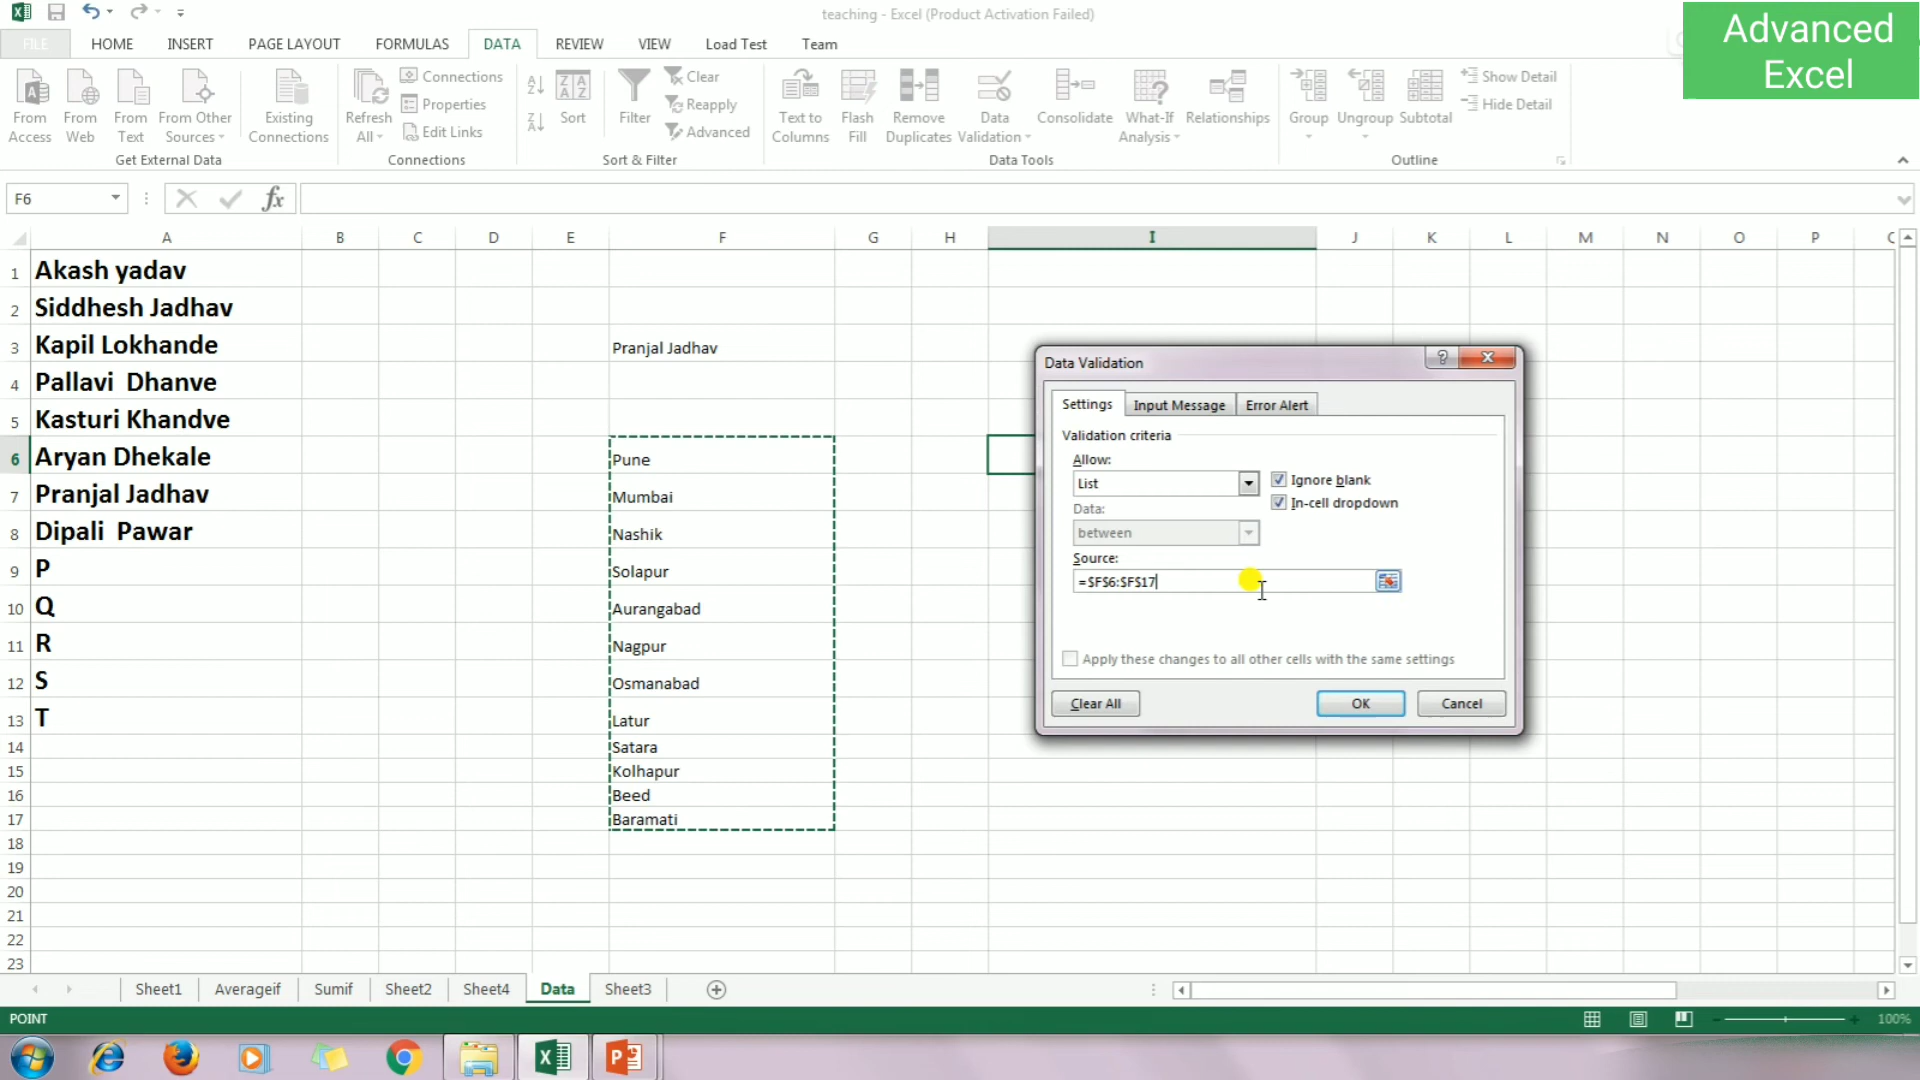 teaching - Excel (Product Activation Failed)
Advanced
Excel
FILE HOME INSERT PAGE LAYOUT FORMULAS DATA REVIEW VIEW Load Test Team
From Access
From Web
From Text
From Other Sources
Existing Connections
Refresh All
Connections
Properties
Edit Links
Sort
Filter
Clear
Reapply
Advanced
Text to Columns
Flash Fill
Remove Duplicates
Data Validation
Consolidate
What-If Analysis
Relationships
Group
Ungroup
Subtotal
Show Detail
Hide Detail
Get External Data Connections Sort & Filter Data Tools Outline
F6 fx
A B C D E F G H I J K L M N O P
1 Akash yadav
2 Siddhesh Jadhav
3 Kapil Lokhande Pranjal Jadhav
4 Pallavi  Dhanve
5 Kasturi Khandve
6 Aryan Dhekale Pune
7 Pranjal Jadhav Mumbai
8 Dipali  Pawar Nashik
9 P Solapur
10 Q Aurangabad
11 R Nagpur
12 S Osmanabad
13 T Latur
14 Satara
15 Kolhapur
16 Beed
17 Baramati
18
19
20
21
22
23
Data Validation ?
Settings Input Message Error Alert
Validation criteria
Allow:
List Ignore blank
In-cell dropdown
Data:
between
Source:
=$F$6:$F$17
Apply these changes to all other cells with the same settings
Clear All OK Cancel
Sheet1 Averageif Sumif Sheet2 Sheet4 Data Sheet3
POINT 100%